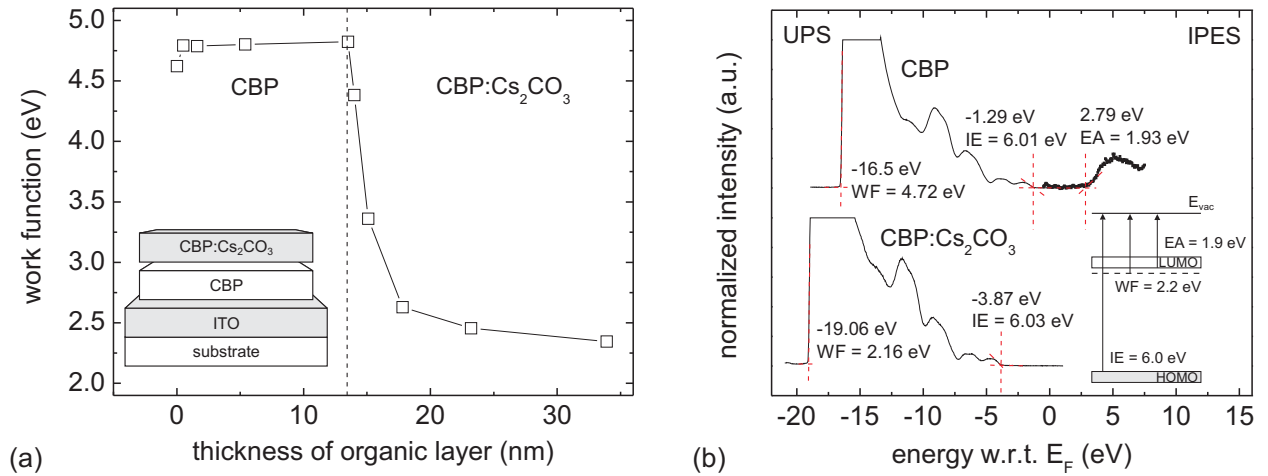 (a)
work function (eV)
5.0
4.5
4.0
3.5
3.0
2.5
2.0
CBP
CBP:Cs₂CO₃
CBP:Cs₂CO₃
CBP
ITO
substrate
0
10
20
30
thickness of organic layer (nm)
(b)
normalized intensity (a.u.)
UPS
IPES
CBP
-1.29 eV
IE = 6.01 eV
2.79 eV
EA = 1.93 eV
-16.5 eV
WF = 4.72 eV
CBP:Cs₂CO₃
-3.87 eV
IE = 6.03 eV
-19.06 eV
WF = 2.16 eV
Evac
EA = 1.9 eV
LUMO
WF = 2.2 eV
IE = 6.0 eV
HOMO
-20
-15
-10
-5
0
5
10
15
energy w.r.t. E_F (eV)